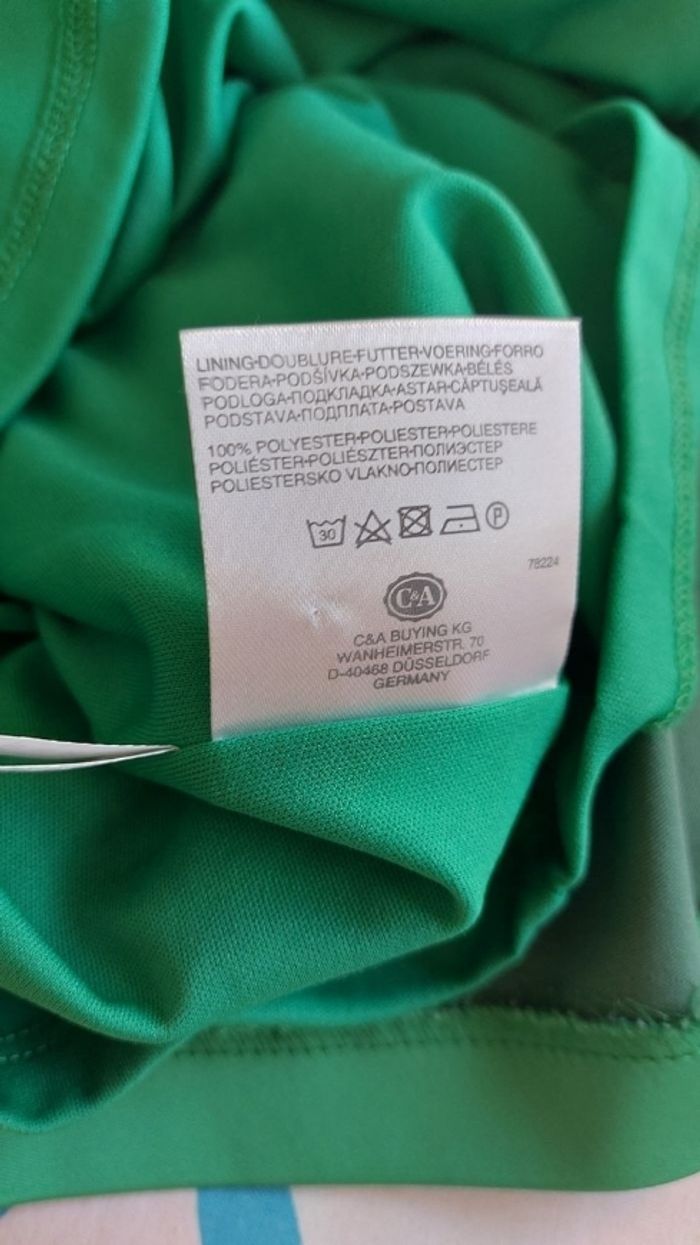 LINING•DOUBLURE•FUTTER•VOERING•FORRO
FODERA•PODŠÍVKA•PODSZEWKA•BÉLÉS
PODLOGA•ПОДКЛАДКА•ASTAR•CĂPTUŞEALĂ
PODSTAVA•ПОДПЛАТА•POSTAVA
100% POLYESTER•POLIESTER•POLIESTERE
POLIÉSTER•POLIÉSZTER•ПОЛИЭСТЕР
POLIESTERSKO VLAKNO•ПОЛИЕСТЕР
30 P
78224
C&A
C&A BUYING KG
WANHEIMERSTR. 70
D-40468 DÜSSELDORF
GERMANY